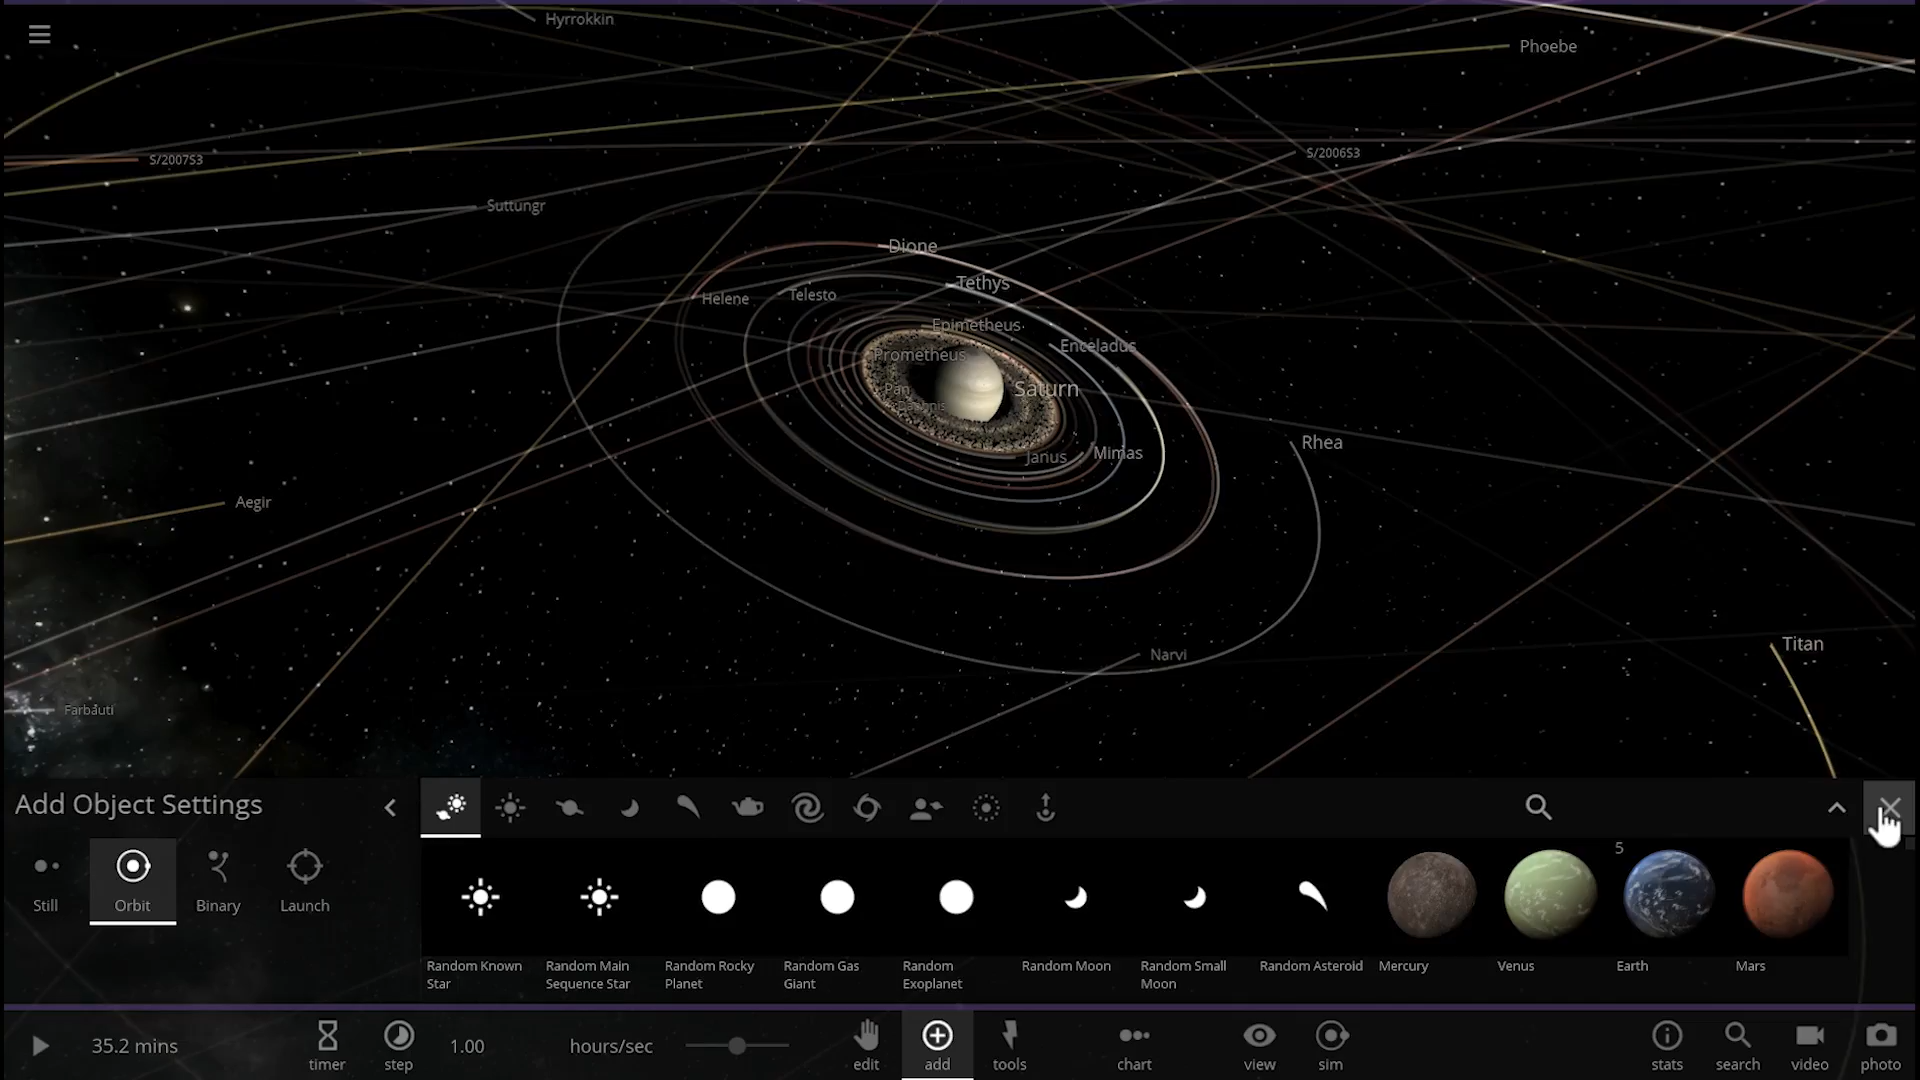 Hyrrokkin
Phoebe
S/2007S3
S/2006S3
Suttungr
Dione
Tethys
Helene
Telesto
Epimetheus
Enceladus
Prometheus
Pan
Saturn
Daphnis
Rhea
Janus
Mimas
Aegir
Narvi
Titan
Farbauti
Add Object Settings
5
Still
Orbit
Binary
Launch
Random Known
Star
Random Main
Sequence Star
Random Rocky
Planet
Random Gas
Giant
Random
Exoplanet
Random Moon
Random Small
Moon
Random Asteroid
Mercury
Venus
Earth
Mars
35.2 mins
timer
step
1.00
hours/sec
edit
add
tools
chart
view
sim
stats
search
video
photo